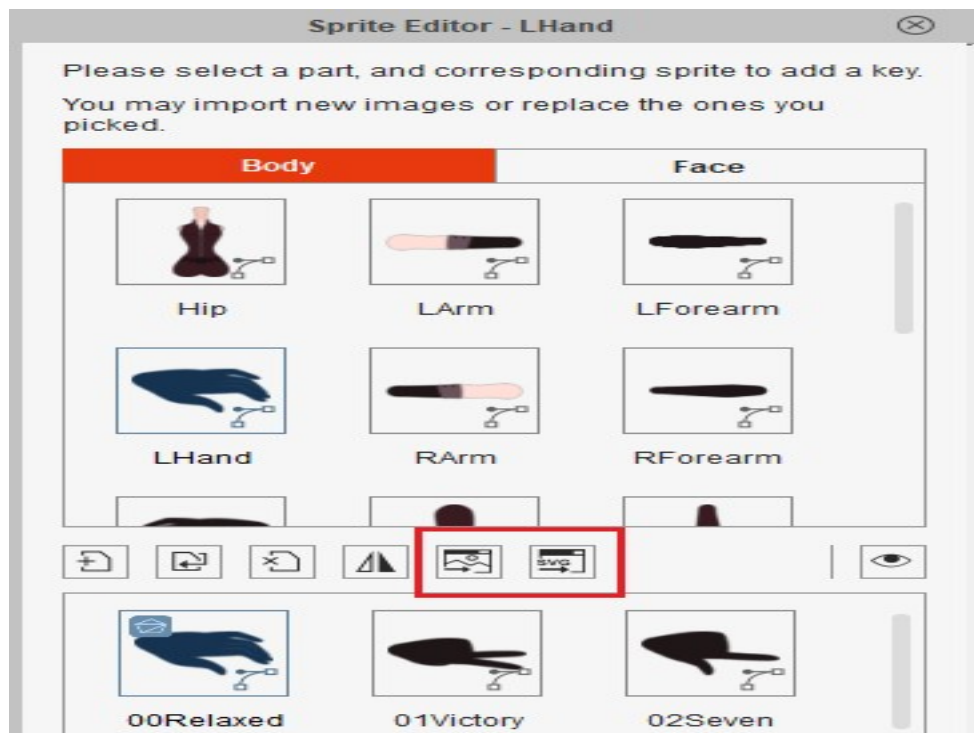 Sprite Editor - LHand
Please select a part, and corresponding sprite to add a key.
You may import new images or replace the ones you
picked.
Body Face
Hip LArm LForearm
LHand RArm RForearm
SVG
00Relaxed 01Victory 02Seven